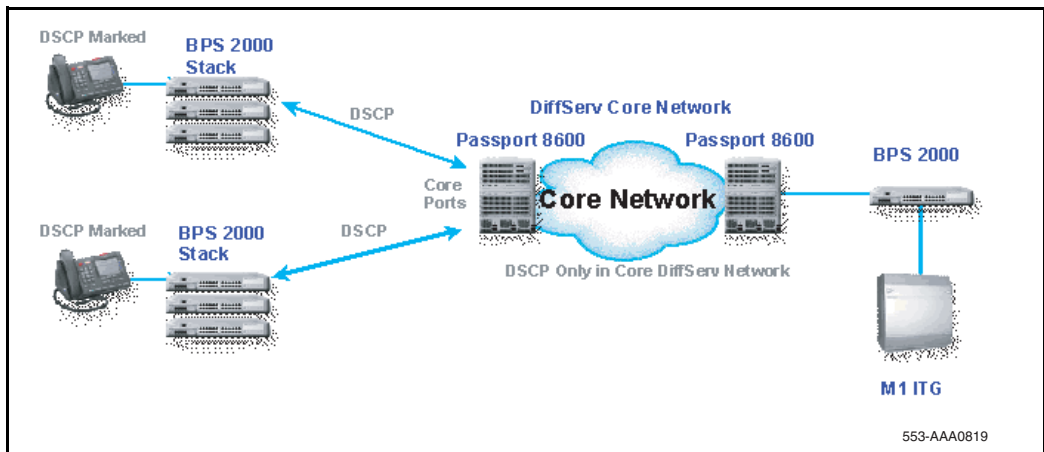 DSCP Marked
BPS 2000
Stack
DSCP
DiffServ Core Network
Passport 8600
Passport 8600
BPS 2000
Core
Ports
Core Network
DSCP Marked
BPS 2000
Stack
DSCP
DSCP Only in Core DiffServ Network
M1 ITG
553-AAA0819